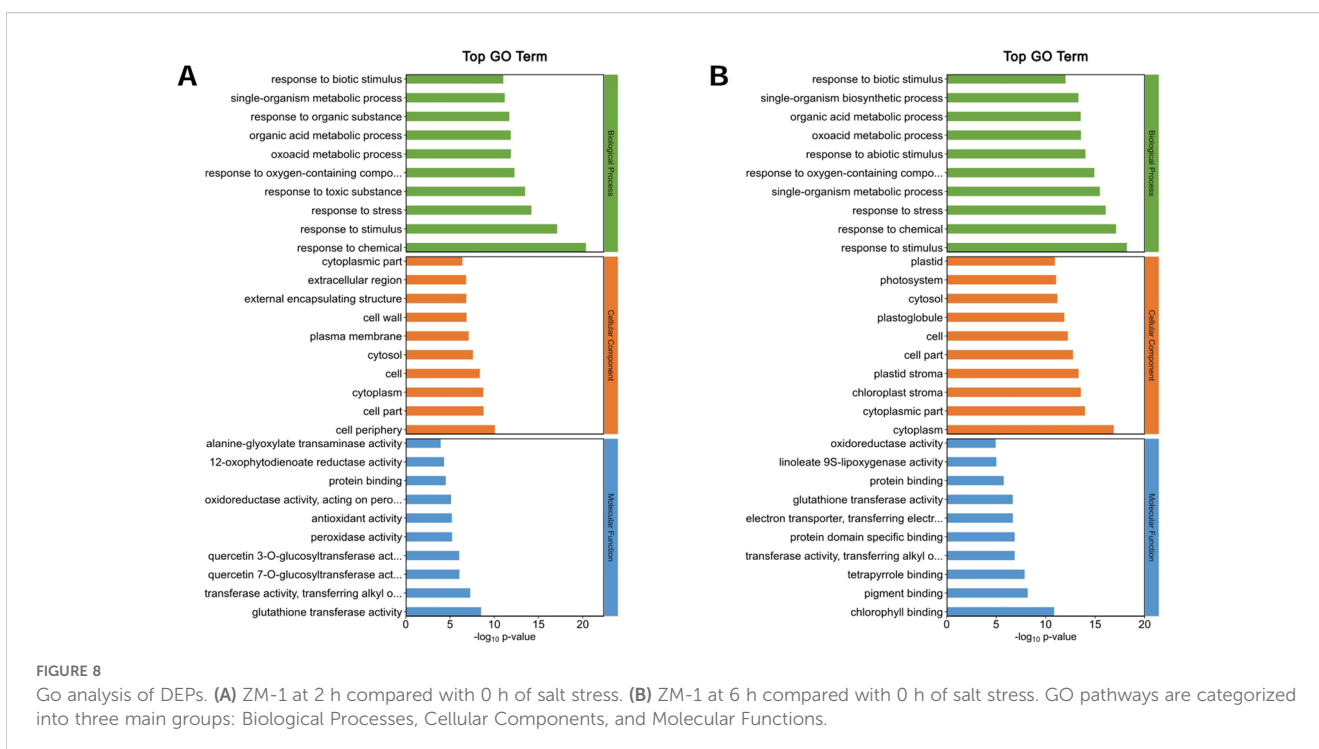 A
Top GO Term
response to biotic stimulus
single-organism metabolic process
response to organic substance
organic acid metabolic process
oxoacid metabolic process
response to oxygen-containing compo...
response to toxic substance
response to stress
response to stimulus
response to chemical
Biological Process
cytoplasmic part
extracellular region
external encapsulating structure
cell wall
plasma membrane
cytosol
cell
cytoplasm
cell part
cell periphery
Cellular Component
alanine-glyoxylate transaminase activity
12-oxophytodienoate reductase activity
protein binding
oxidoreductase activity, acting on pero...
antioxidant activity
peroxidase activity
quercetin 3-O-glucosyltransferase act...
quercetin 7-O-glucosyltransferase act...
transferase activity, transferring alkyl o...
glutathione transferase activity
Molecular Function
0 5 10 15 20
-log₁₀ p-value
B
Top GO Term
response to biotic stimulus
single-organism biosynthetic process
organic acid metabolic process
oxoacid metabolic process
response to abiotic stimulus
response to oxygen-containing compo...
single-organism metabolic process
response to stress
response to chemical
response to stimulus
Biological Process
plastid
photosystem
cytosol
plastoglobule
cell
cell part
plastid stroma
chloroplast stroma
cytoplasmic part
cytoplasm
Cellular Component
oxidoreductase activity
linoleate 9S-lipoxygenase activity
protein binding
glutathione transferase activity
electron transporter, transferring electr...
protein domain specific binding
transferase activity, transferring alkyl o...
tetrapyrrole binding
pigment binding
chlorophyll binding
Molecular Function
0 5 10 15 20
-log₁₀ p-value
FIGURE 8
Go analysis of DEPs. (A) ZM-1 at 2 h compared with 0 h of salt stress. (B) ZM-1 at 6 h compared with 0 h of salt stress. GO pathways are categorized
into three main groups: Biological Processes, Cellular Components, and Molecular Functions.